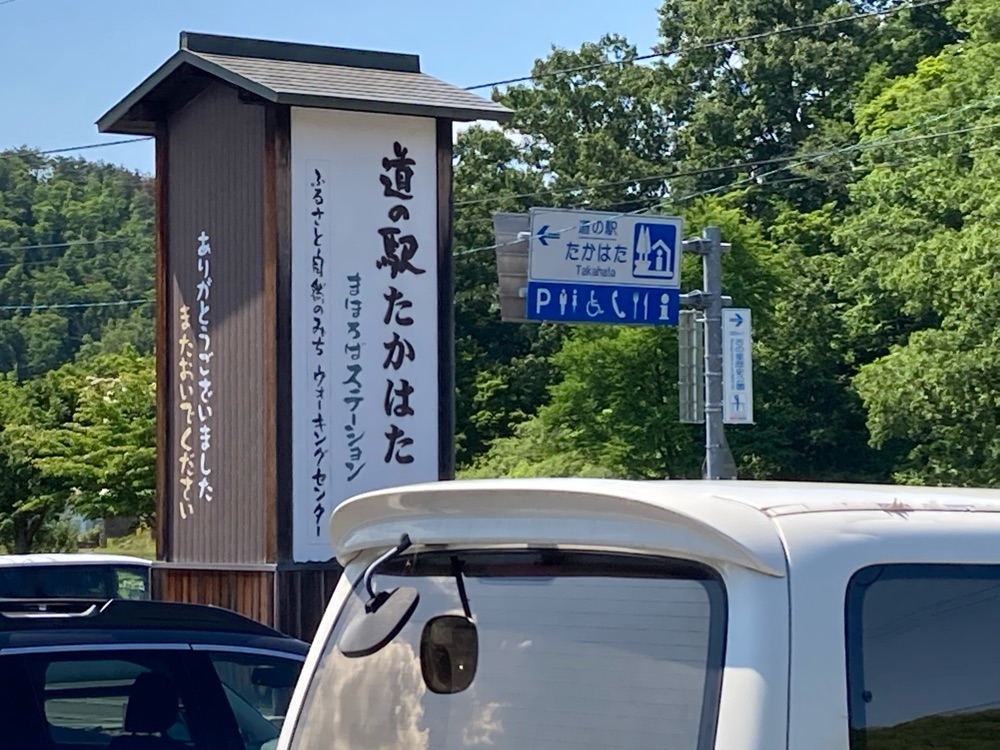 道の駅たかはた
まほろばステーション
ふるさと自然のみち ウォーキングセンター
ありがとうございました
またおいでください
道の駅
たかはた
Takahata
P